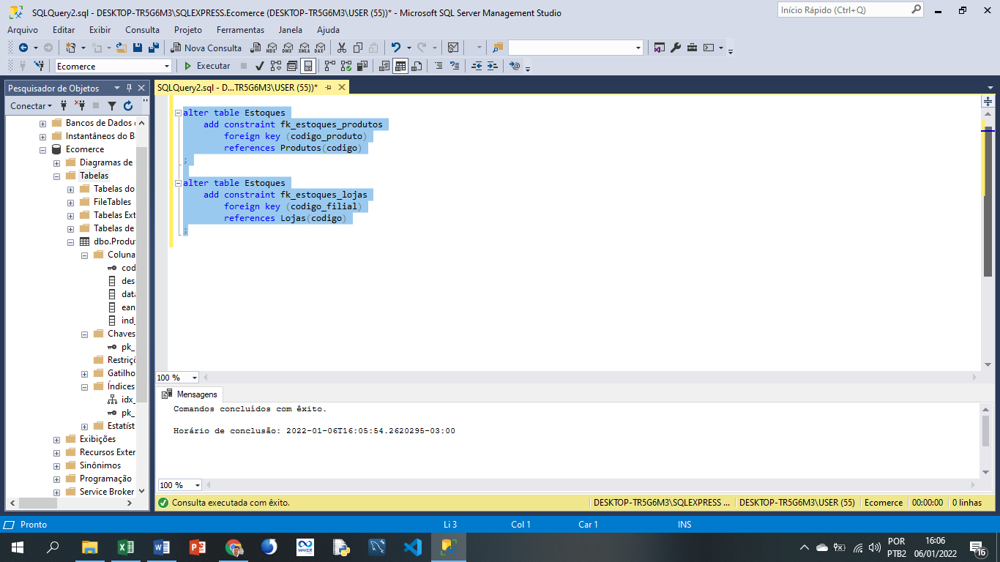 SQLQuery2.sql - DESKTOP-TR5G6M3\SQLEXPRESS.Ecomerce (DESKTOP-TR5G6M3\USER (55))* - Microsoft SQL Server Management Studio
Início Rápido (Ctrl+Q)
Arquivo Editar Exibir Consulta Projeto Ferramentas Janela Ajuda
Nova Consulta MDX DMX XMLA DAX
Ecomerce Executar
Pesquisador de Objetos
SQLQuery2.sql - D...TR5G6M3\USER (55))*
Conectar
Bancos de Dados
Instantâneos do B
Ecomerce
Diagramas de
Tabelas
Tabelas do
FileTables
Tabelas Ext
Tabelas de
dbo.Produ
Coluna
cod
des
data
ean
ind_
Chaves
pk_
Restriçõ
Gatilho
Índices
idx_
pk_
Estatíst
Exibições
Recursos Exter
Sinônimos
Programação
Service Broker
alter table Estoques
add constraint fk_estoques_produtos
foreign key (codigo_produto)
references Produtos(codigo)
;
alter table Estoques
add constraint fk_estoques_lojas
foreign key (codigo_filial)
references Lojas(codigo)
;
100 %
Mensagens
Comandos concluídos com êxito.
Horário de conclusão: 2022-01-06T16:05:54.2620295-03:00
100 %
Consulta executada com êxito. DESKTOP-TR5G6M3\SQLEXPRESS ... DESKTOP-TR5G6M3\USER (55) Ecomerce 00:00:00 0 linhas
Pronto Li 3 Col 1 Car 1 INS
MAKER
POR
PTB2
16:06
06/01/2022
16